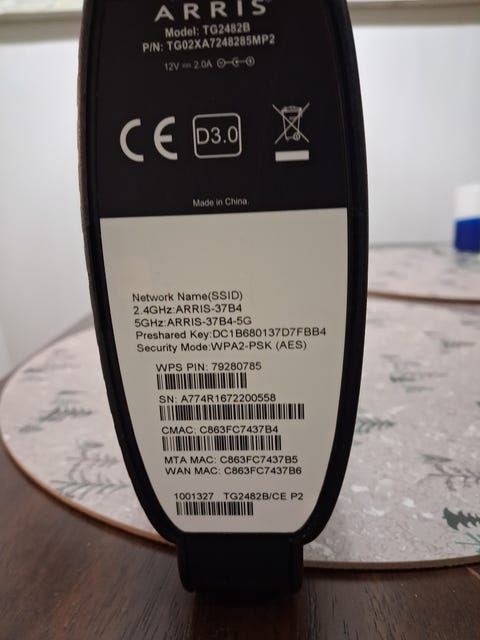 ARRIS
Model: TG2482B
P/N: TG02XA7248285MP2
12V 2.0A
CE
D3.0
Made in China.
Network Name(SSID)
2.4GHz:ARRIS-37B4
5GHz:ARRIS-37B4-5G
Preshared Key:DC1B680137D7FBB4
Security Mode:WPA2-PSK (AES)
WPS PIN: 79280785
SN: A774R1672200558
CMAC: C863FC7437B4
MTA MAC: C863FC7437B5
WAN MAC: C863FC7437B6
1001327 TG2482B/CE P2